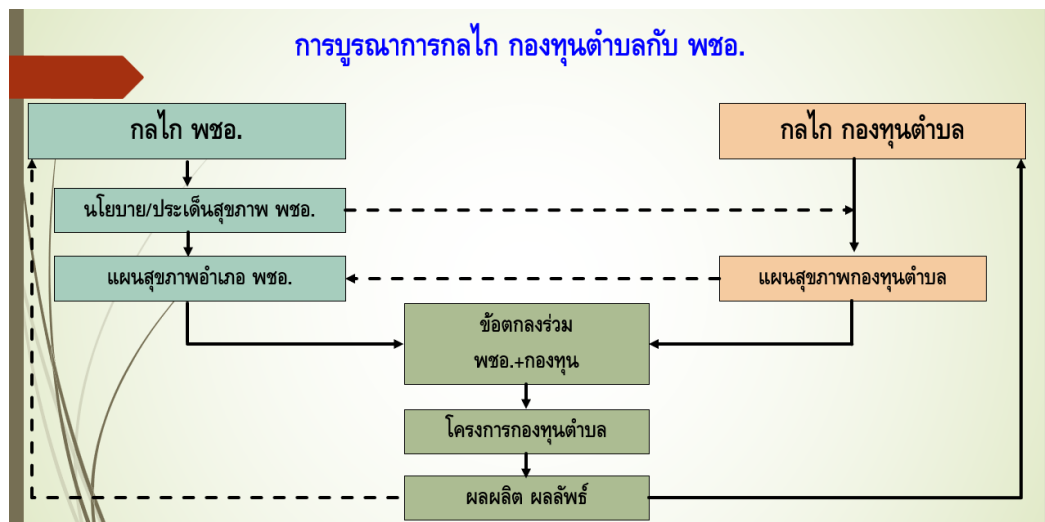 การบูรณาการกลไก กองทุนตำบลกับ พชอ.
กลไก พชอ.
กลไก กองทุนตำบล
นโยบาย/ประเด็นสุขภาพ พชอ.
แผนสุขภาพอำเภอ พชอ.
แผนสุขภาพกองทุนตำบล
ข้อตกลงร่วม
พชอ.+กองทุน
โครงการกองทุนตำบล
ผลผลิต ผลลัพธ์